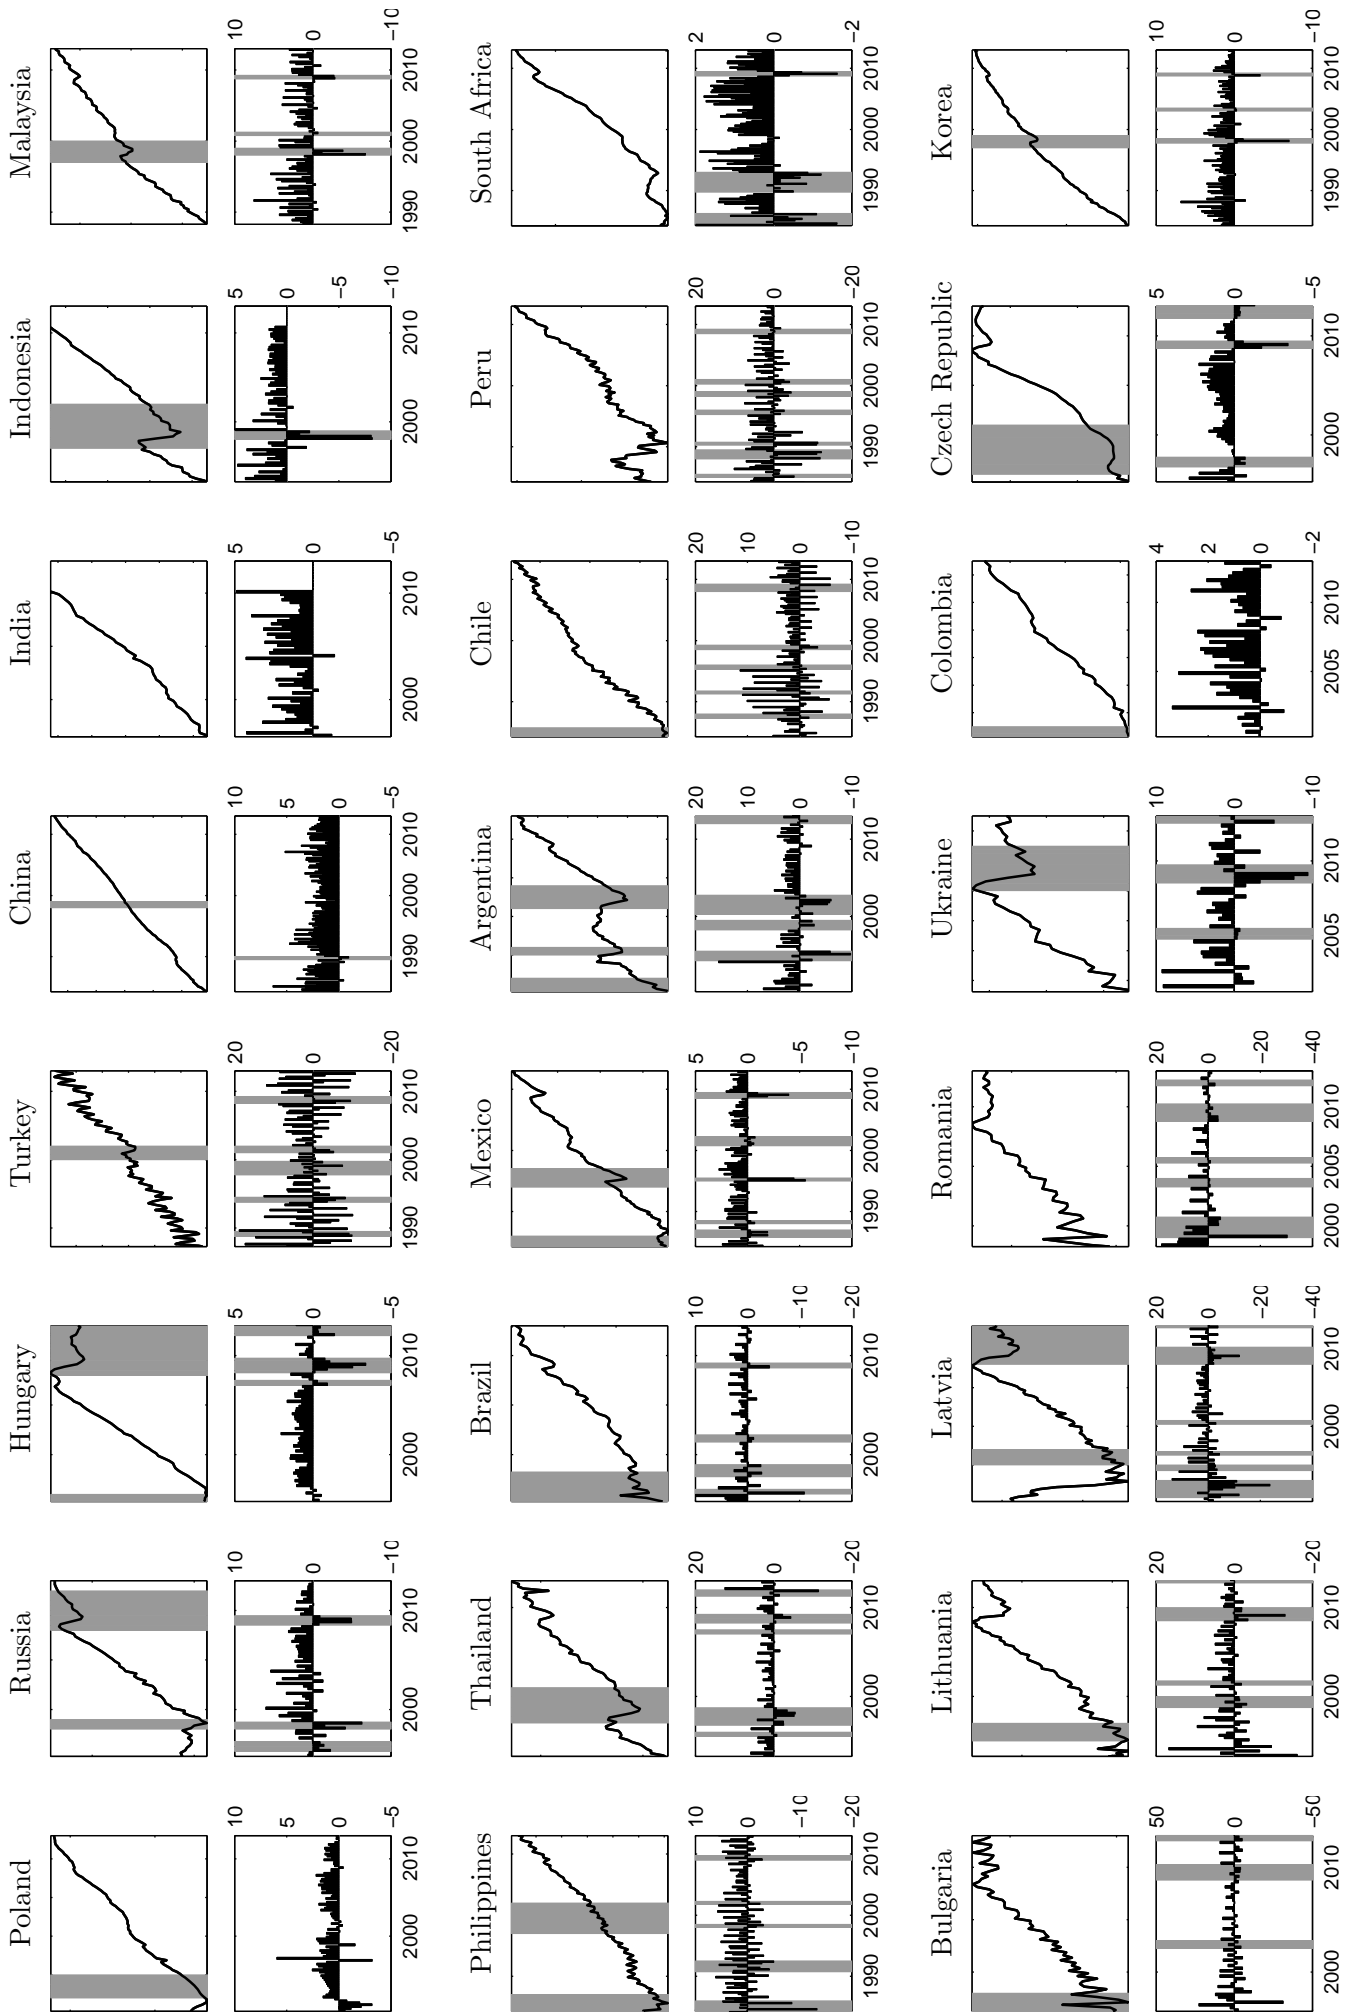 Poland
10
5
0
−5
2000 2010
Russia
10
0
−10
2000 2010
Hungary
5
0
−5
2000 2010
Turkey
20
0
−20
1990 2000 2010
China
10
5
0
−5
1990 2000 2010
India
5
0
−5
2000 2010
Indonesia
5
0
−5
−10
2000 2010
Malaysia
10
0
−10
1990 2000 2010
Philippines
10
0
−10
−20
1990 2000 2010
Thailand
20
0
−20
2000 2010
Brazil
10
0
−10
−20
2000 2010
Mexico
5
0
−5
−10
1990 2000 2010
Argentina
20
10
0
−10
2000 2010
Chile
20
10
0
−10
1990 2000 2010
Peru
20
0
−20
1990 2000 2010
South Africa
2
0
−2
1990 2000 2010
Bulgaria
50
0
−50
2000 2010
Lithuania
20
0
−20
2000 2010
Latvia
20
0
−20
−40
2000 2010
Romania
20
0
−20
−40
2000 2005 2010
Ukraine
10
0
−10
2005 2010
Colombia
4
2
0
−2
2005 2010
Czech Republic
5
0
−5
2000 2010
Korea
10
0
−10
1990 2000 2010